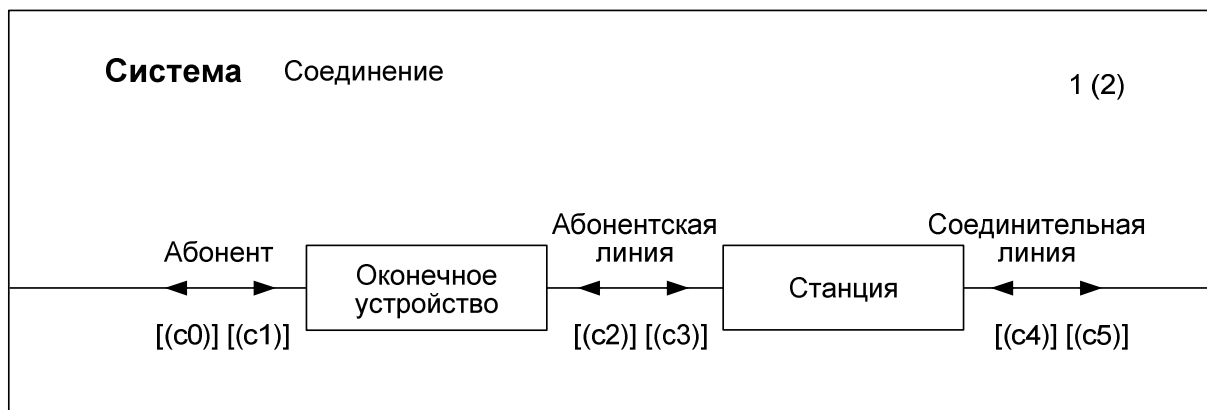 Система Соединение
1 (2)
Абонент
Абонентская
линия
Соединительная
линия
Оконечное
устройство
Станция
[(c0)] [(c1)]
[(c2)] [(c3)]
[(c4)] [(c5)]